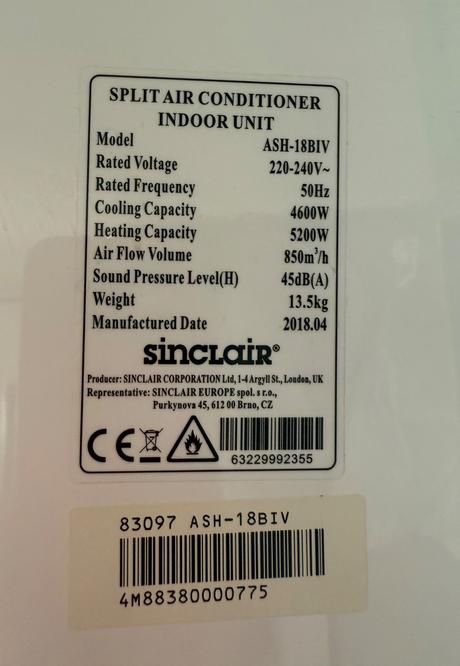 SPLIT AIR CONDITIONER
INDOOR UNIT
Model ASH-18BIV
Rated Voltage 220-240V~
Rated Frequency 50Hz
Cooling Capacity 4600W
Heating Capacity 5200W
Air Flow Volume 850m³/h
Sound Pressure Level(H) 45dB(A)
Weight 13.5kg
Manufactured Date 2018.04
SINCLAIR®
Producer: SINCLAIR CORPORATION Ltd, 1-4 Argyll St., London, UK
Representative: SINCLAIR EUROPE spol. s r.o.,
Purkynova 45, 612 00 Brno, CZ
CE
63229992355
83097 ASH-18BIV
4M88380000775